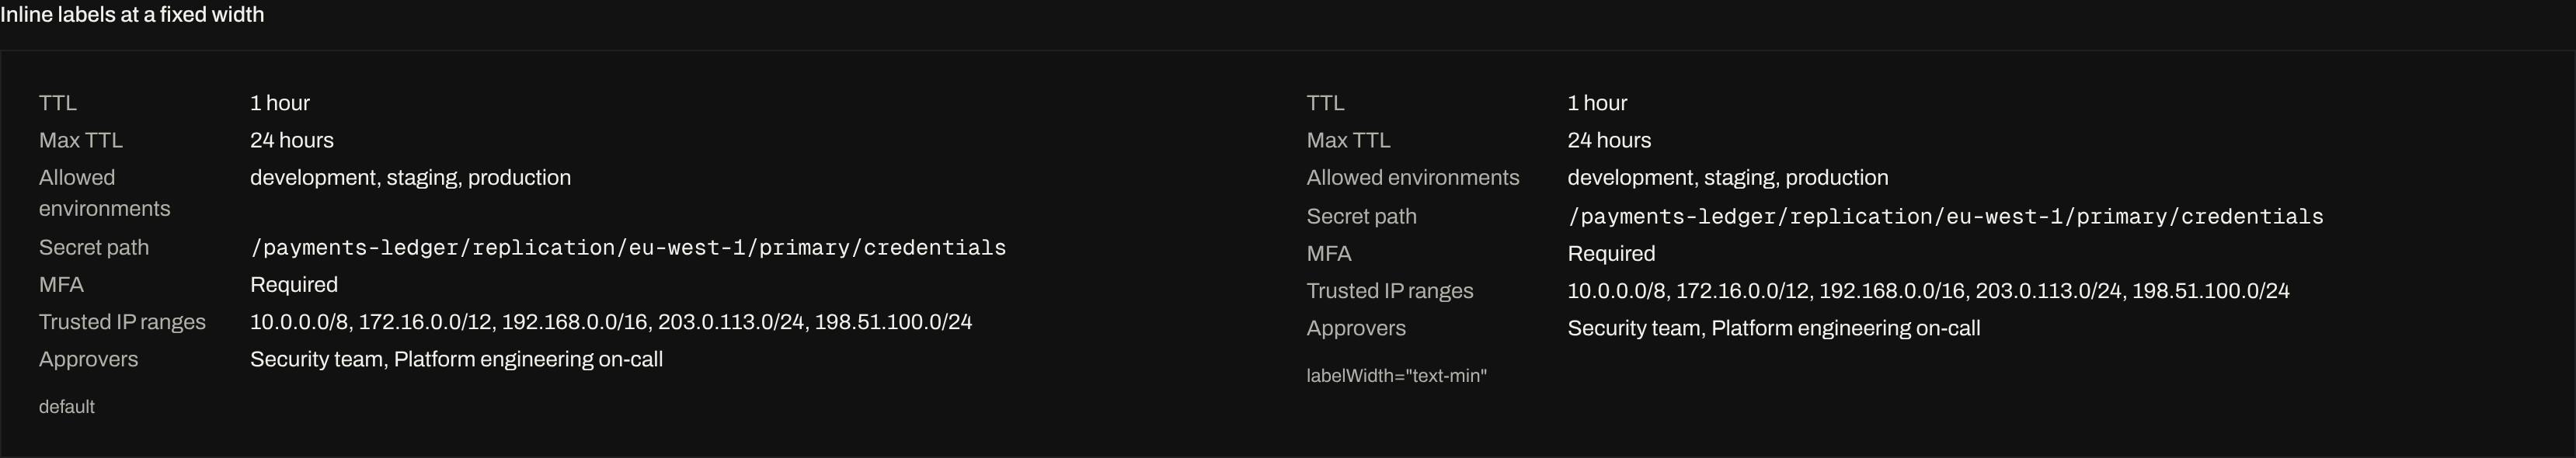 Inline labels at a fixed width
TTL 1 hour
Max TTL 24 hours
Allowed environments development, staging, production
Secret path /payments-ledger/replication/eu-west-1/primary/credentials
MFA Required
Trusted IP ranges 10.0.0.0/8, 172.16.0.0/12, 192.168.0.0/16, 203.0.113.0/24, 198.51.100.0/24
Approvers Security team, Platform engineering on-call
default
TTL 1 hour
Max TTL 24 hours
Allowed environments development, staging, production
Secret path /payments-ledger/replication/eu-west-1/primary/credentials
MFA Required
Trusted IP ranges 10.0.0.0/8, 172.16.0.0/12, 192.168.0.0/16, 203.0.113.0/24, 198.51.100.0/24
Approvers Security team, Platform engineering on-call
labelWidth="text-min"